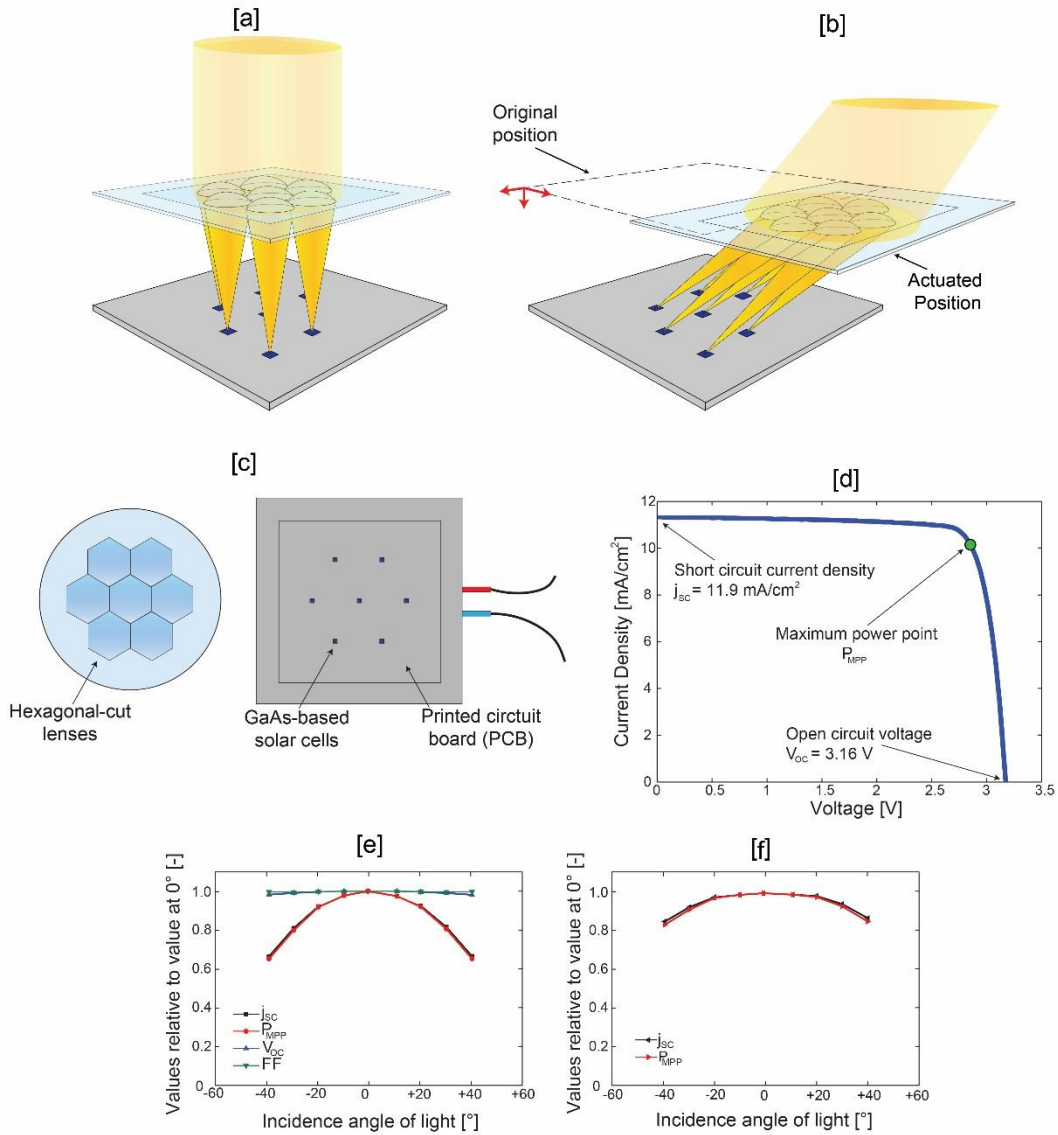 [a]
[b]
Original
position
Actuated
Position
[c]
Hexagonal-cut
lenses
GaAs-based
solar cells
Printed circtuit
board (PCB)
[d]
Current Density [mA/cm²]
12
10
8
6
4
2
0
Short circuit current density
jSC = 11.9 mA/cm²
Maximum power point
PMPP
Open circuit voltage
VOC = 3.16 V
0 0.5 1 1.5 2 2.5 3 3.5
Voltage [V]
[e]
Values relative to value at 0° [-]
1.0
0.8
0.6
0.4
0.2
0
jSC
PMPP
VOC
FF
-60 -40 -20 0 +20 +40 +60
Incidence angle of light [°]
[f]
Values relative to value at 0° [-]
1.0
0.8
0.6
0.4
0.2
0
jSC
PMPP
-60 -40 -20 0 +20 +40 +60
Incidence angle of light [°]